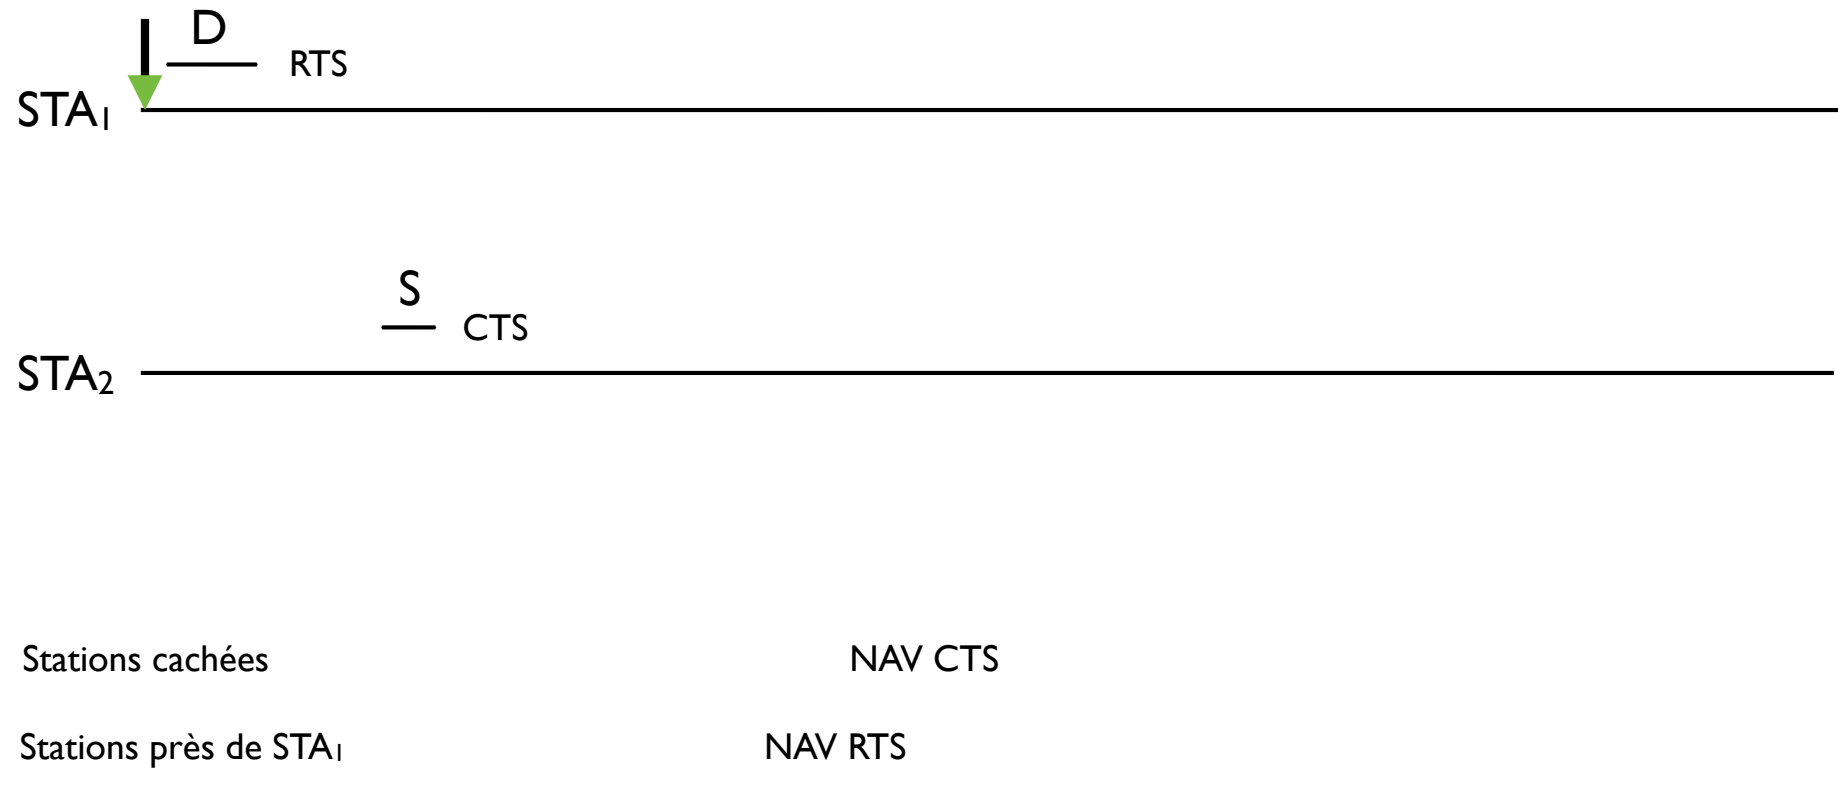 D
RTS
STA₁
S
CTS
STA₂
Stations cachées
NAV CTS
Stations près de STA₁
NAV RTS